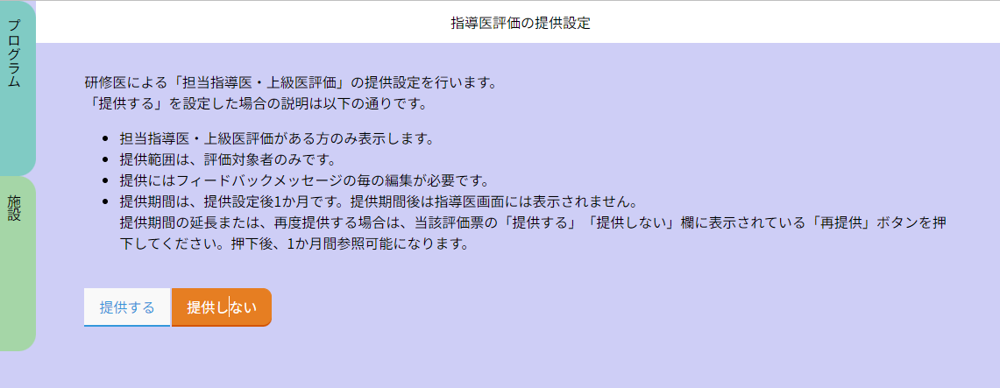 プログラム
施設
指導医評価の提供設定
研修医による「担当指導医・上級医評価」の提供設定を行います。
「提供する」を設定した場合の説明は以下の通りです。
• 担当指導医・上級医評価がある方のみ表示します。
• 提供範囲は、評価対象者のみです。
• 提供にはフィードバックメッセージの毎の編集が必要です。
• 提供期間は、提供設定後1か月です。提供期間後は指導医画面には表示されません。
提供期間の延長または、再度提供する場合は、当該評価票の「提供する」「提供しない」欄に表示されている「再提供」ボタンを押
下してください。押下後、1か月間参照可能になります。
提供する
提供しない